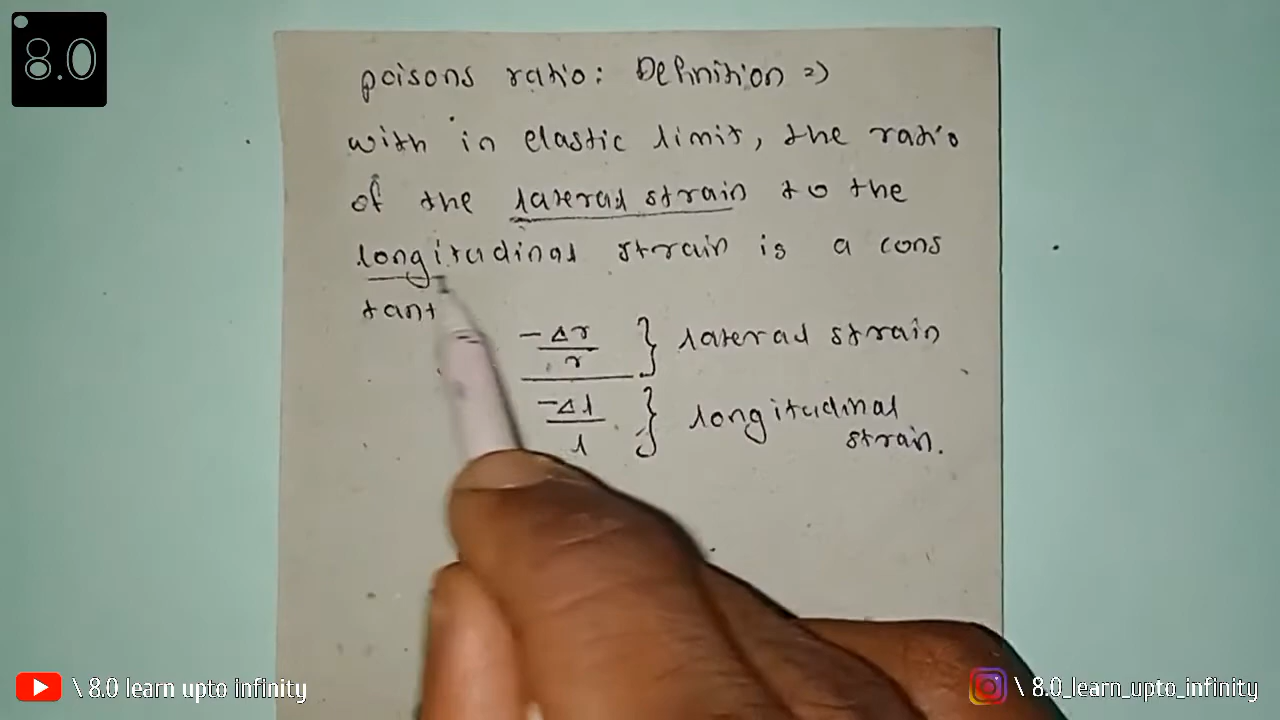 8.0
poisons ratio: Definition =>
with in elastic limit, the ratio
of the lateral strain to the
longitudinal strain is a cons
tant
-Δr
r
} lateral strain
-Δl
l
} longitudinal
strain.
\ 8.0 learn upto infinity
\ 8.0_learn_upto_infinity